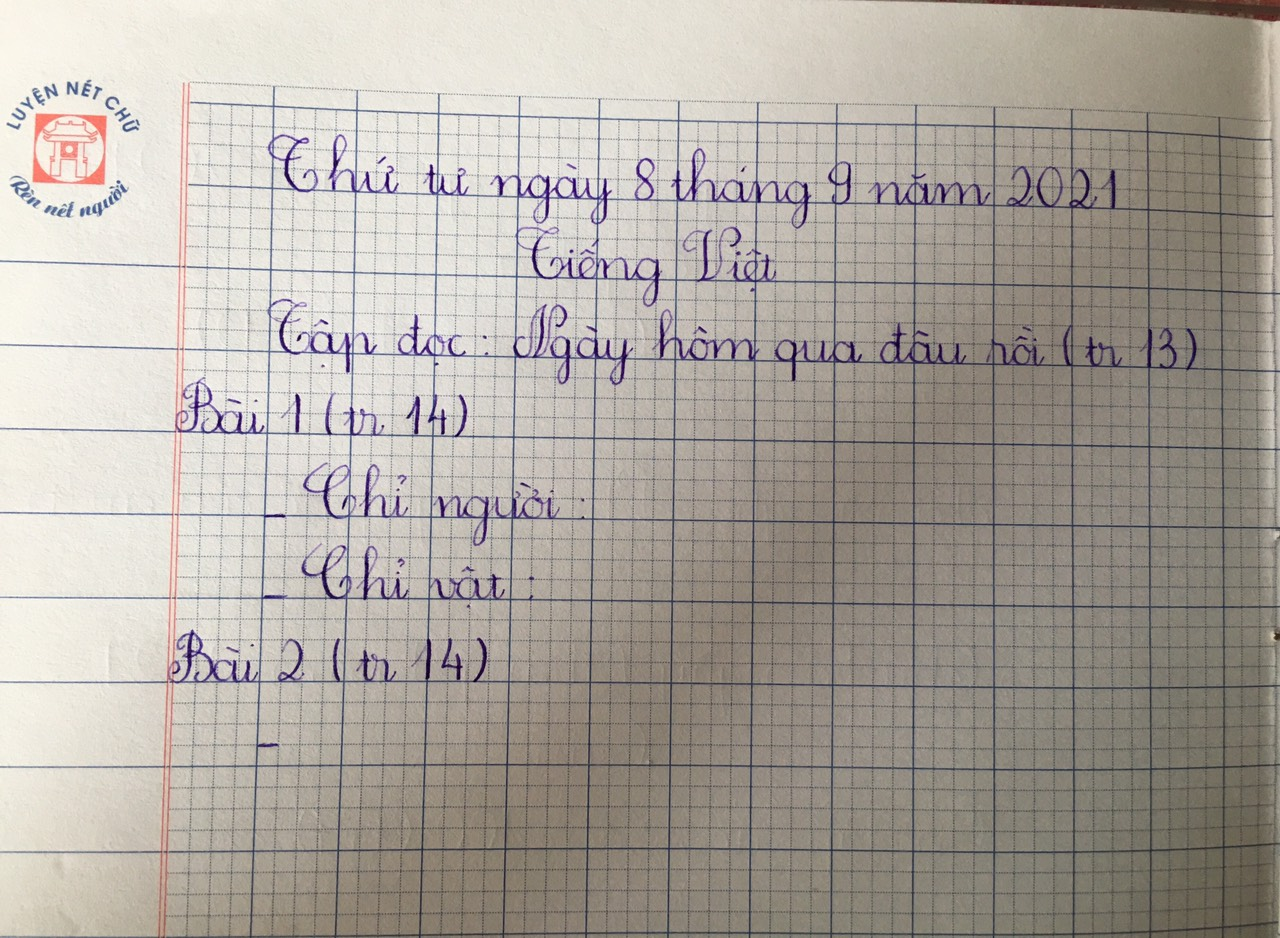 LUYỆN NÉT CHỮ
Rèn nết người
Thứ tư ngày 8 tháng 9 năm 2021
Tiếng Việt
Tập đọc: Ngày hôm qua đâu rồi (tr 13)
Bài 1 (tr 14)
- Chỉ người:
- Chỉ vật:
Bài 2 (tr 14)
-